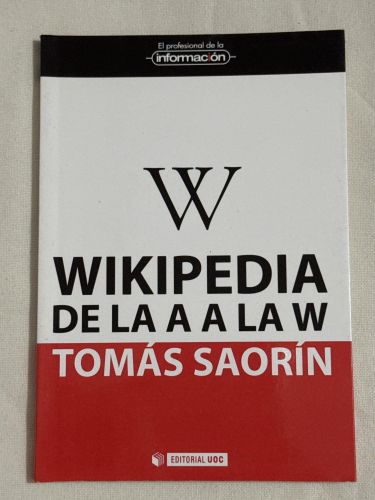 El profesional de la
información
W
WIKIPEDIA
DE LA A A LA W
TOMÁS SAORÍN
EDITORIAL UOC